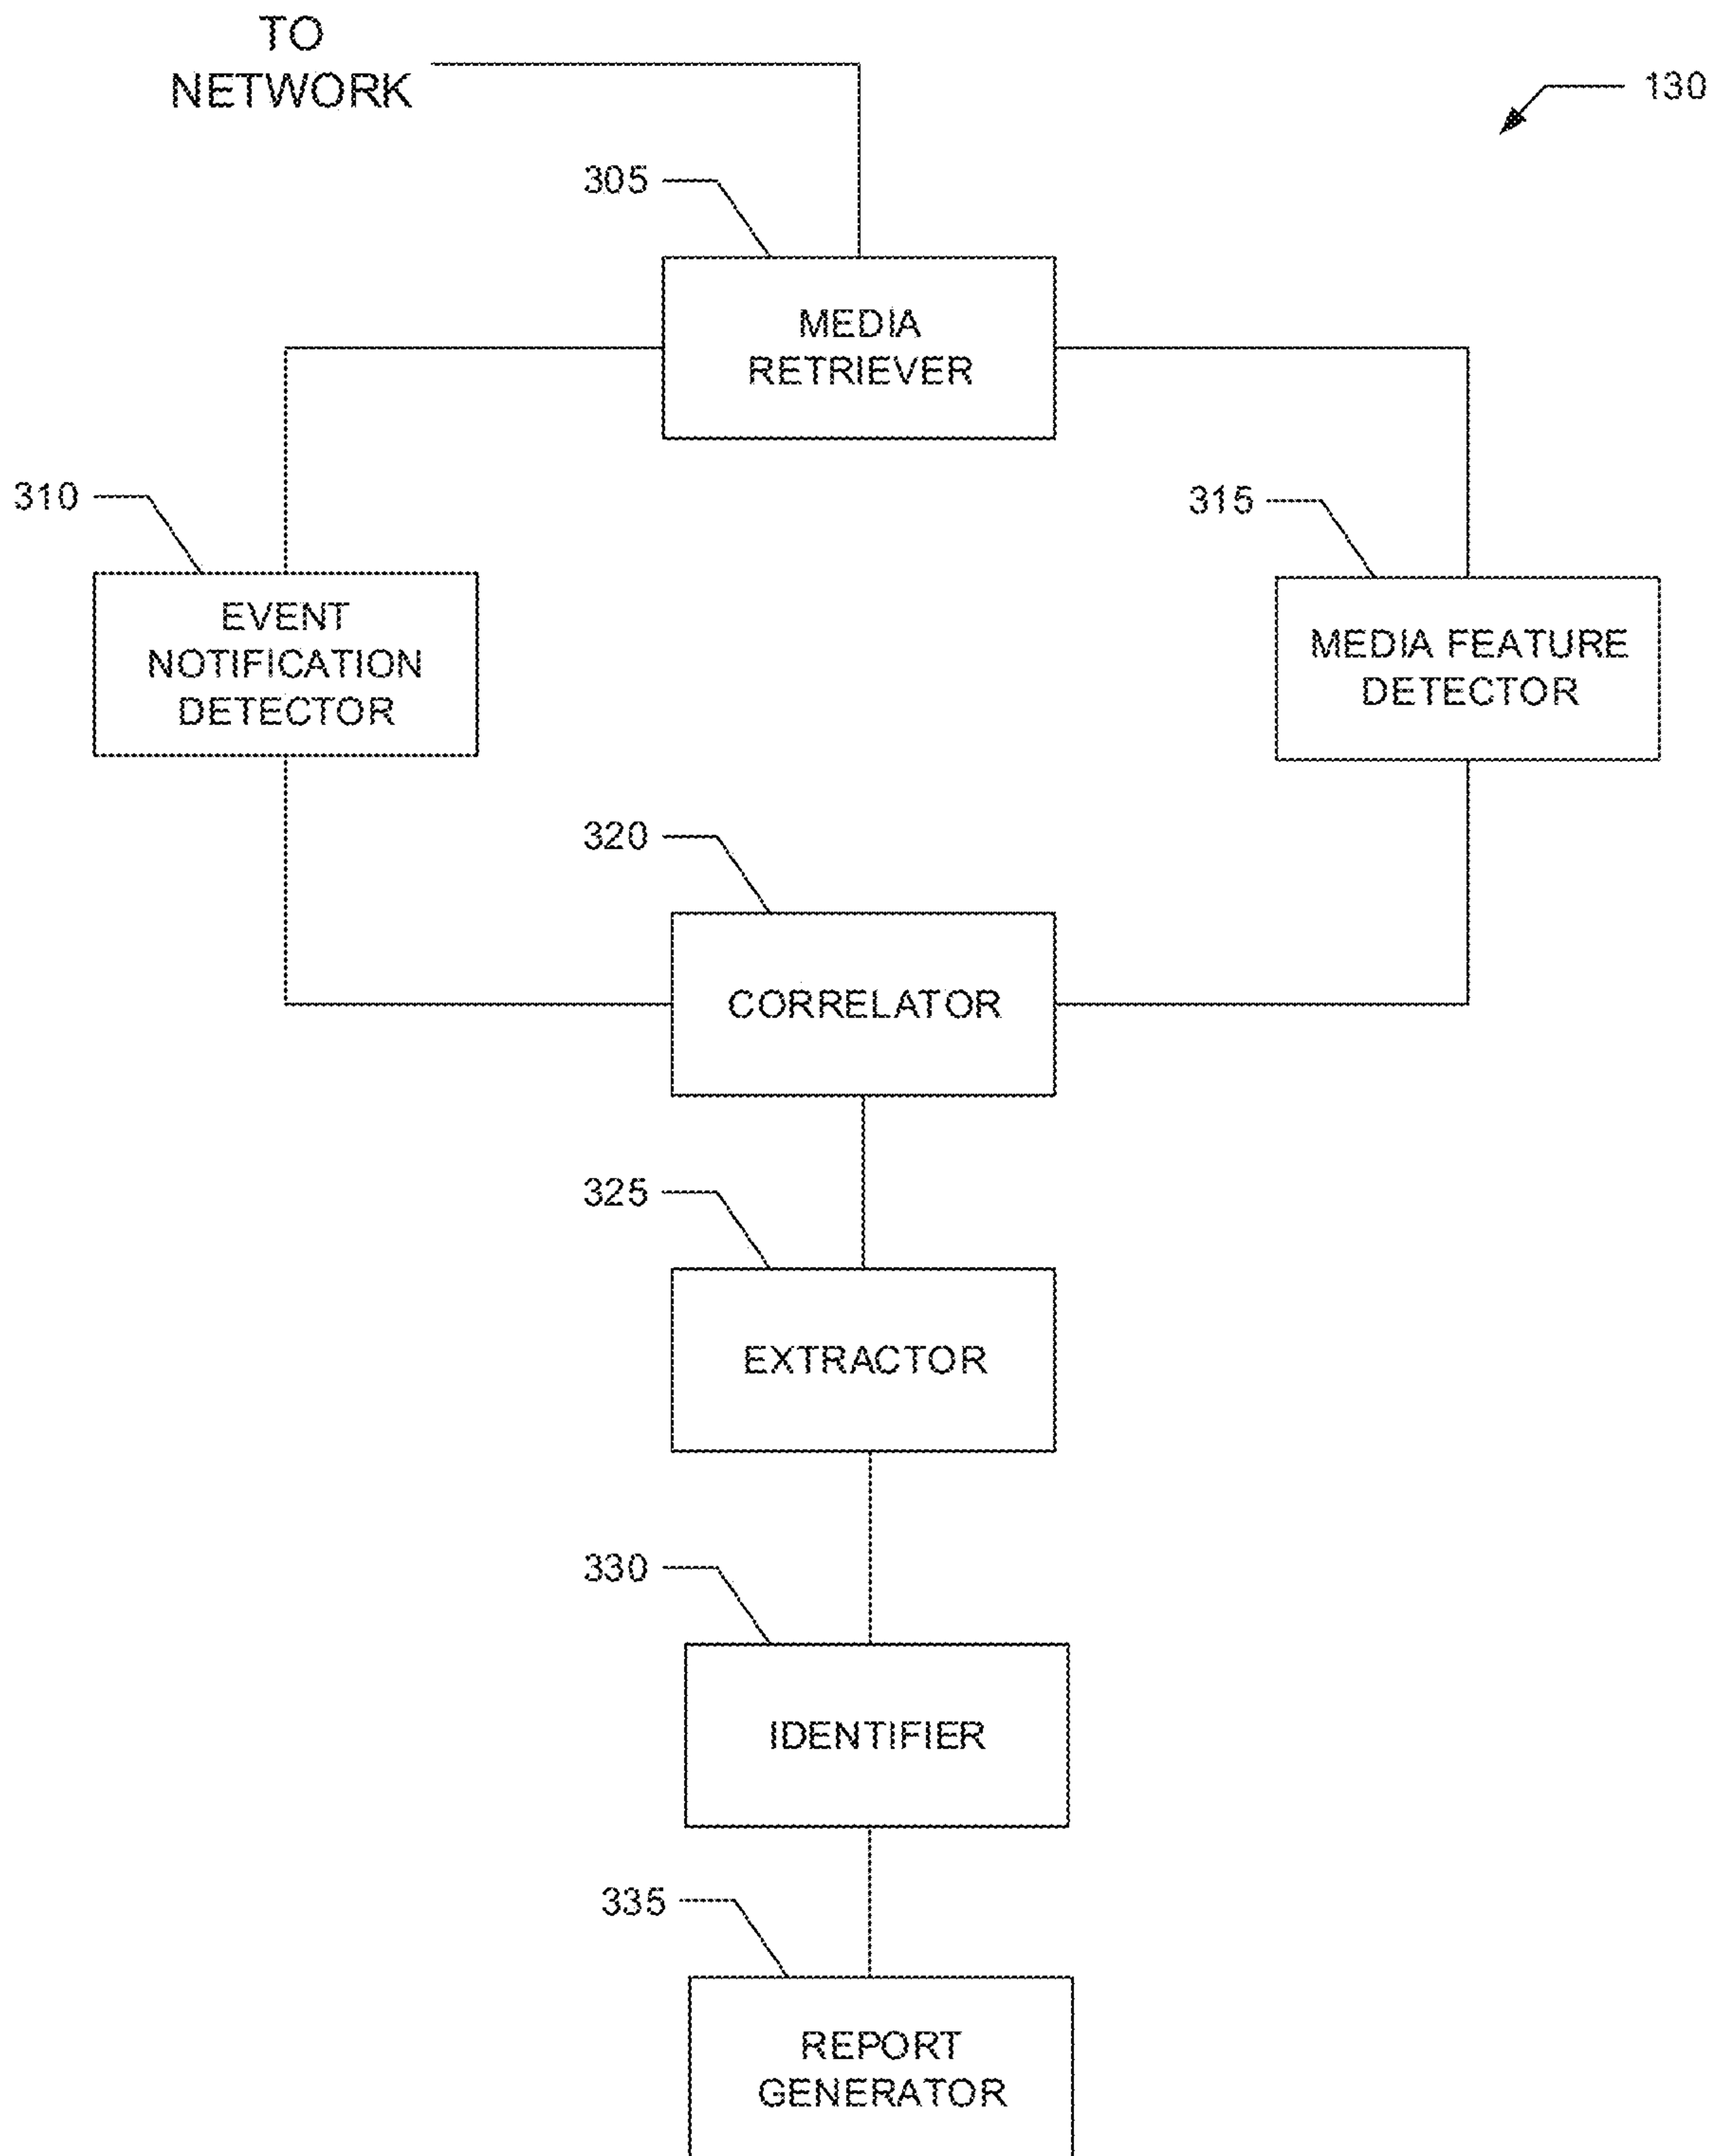 TO
NETWORK
130
305
MEDIA
RETRIEVER
310
315
EVENT
NOTIFICATION
DETECTOR
MEDIA FEATURE
DETECTOR
320
CORRELATOR
325
EXTRACTOR
330
IDENTIFIER
335
REPORT
GENERATOR